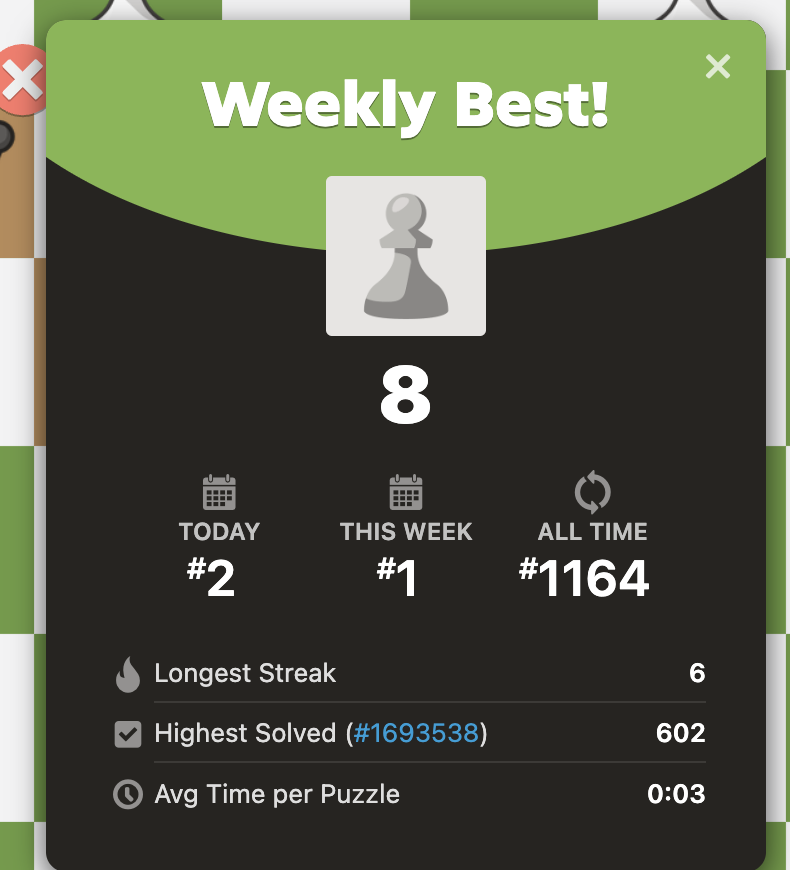 Weekly Best!
8
TODAY THIS WEEK ALL TIME
#2 #1 #1164
Longest Streak 6
Highest Solved (#1693538) 602
Avg Time per Puzzle 0:03